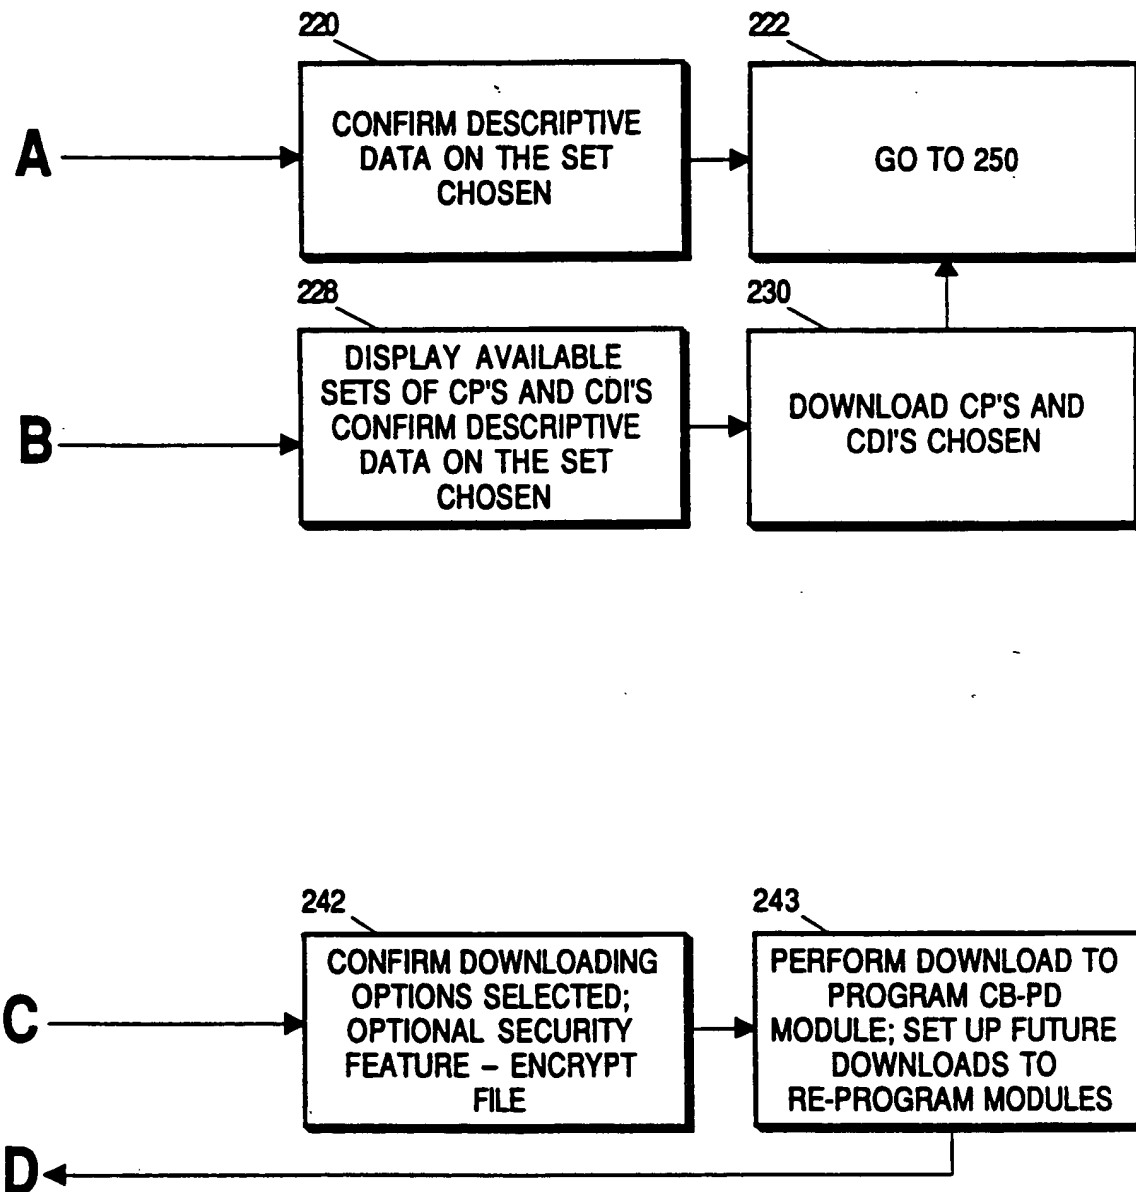 220
222
A
CONFIRM DESCRIPTIVE
DATA ON THE SET
CHOSEN
GO TO 250
228
230
B
DISPLAY AVAILABLE
SETS OF CP'S AND CDI'S
CONFIRM DESCRIPTIVE
DATA ON THE SET
CHOSEN
DOWNLOAD CP'S AND
CDI'S CHOSEN
242
243
C
CONFIRM DOWNLOADING
OPTIONS SELECTED;
OPTIONAL SECURITY
FEATURE – ENCRYPT
FILE
PERFORM DOWNLOAD TO
PROGRAM CB-PD
MODULE; SET UP FUTURE
DOWNLOADS TO
RE-PROGRAM MODULES
D